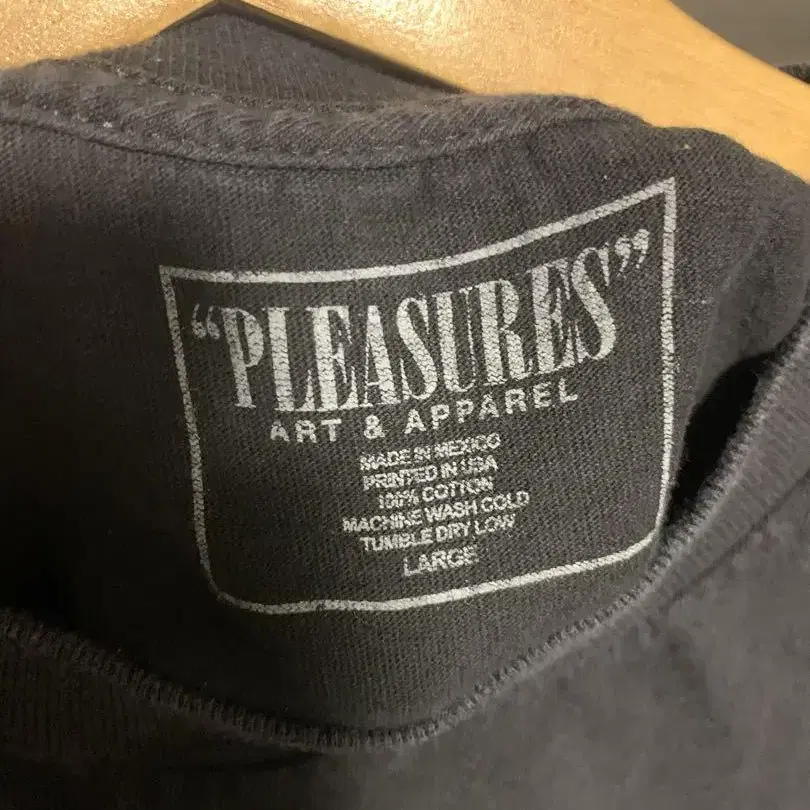 “PLEASURES”
ART & APPAREL
MADE IN MEXICO
PRINTED IN USA
100% COTTON
MACHINE WASH COLD
TUMBLE DRY LOW
LARGE